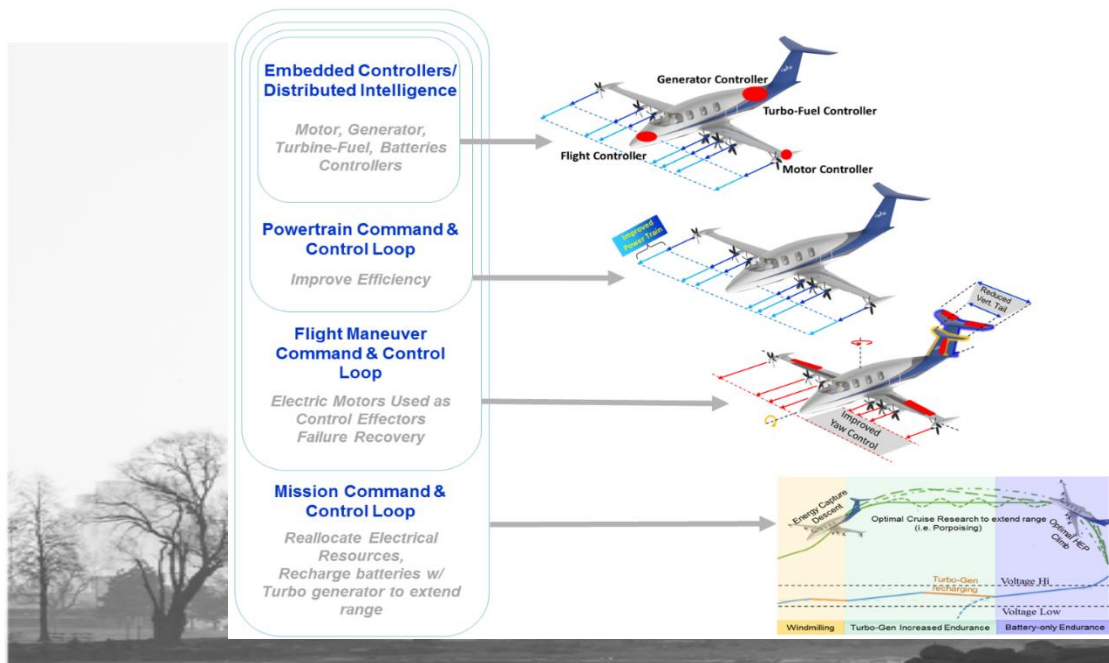 Embedded Controllers/
Distributed Intelligence
Motor, Generator,
Turbine-Fuel, Batteries
Controllers
Generator Controller
Turbo-Fuel Controller
Flight Controller
Motor Controller
Powertrain Command &
Control Loop
Improve Efficiency
Improved
Power Train
Flight Maneuver
Command & Control
Loop
Electric Motors Used as
Control Effectors
Failure Recovery
Reduced
Vert. Tail
Improved
Yaw Control
Mission Command &
Control Loop
Reallocate Electrical
Resources,
Recharge batteries w/
Turbo generator to extend
range
Energy Capture
Descent
Optimal Cruise Research to extend range
(i.e. Porpoising)
Optimal HEP
Climb
Turbo-Gen
recharging
Voltage Hi
Voltage Low
Windmilling
Turbo-Gen Increased Endurance
Battery-only Endurance